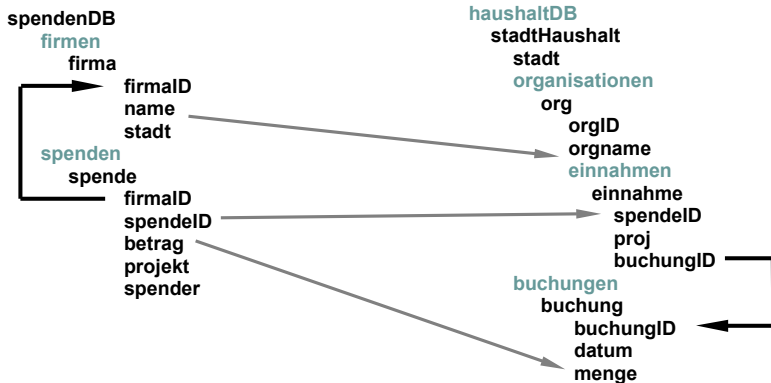 spendenDB
firmen
firma
firmaID
name
stadt
spenden
spende
firmaID
spendeID
betrag
projekt
spender
haushaltDB
stadtHaushalt
stadt
organisationen
org
orgID
orgname
einnahmen
einnahme
spendeID
proj
buchungID
buchungen
buchung
buchungID
datum
menge